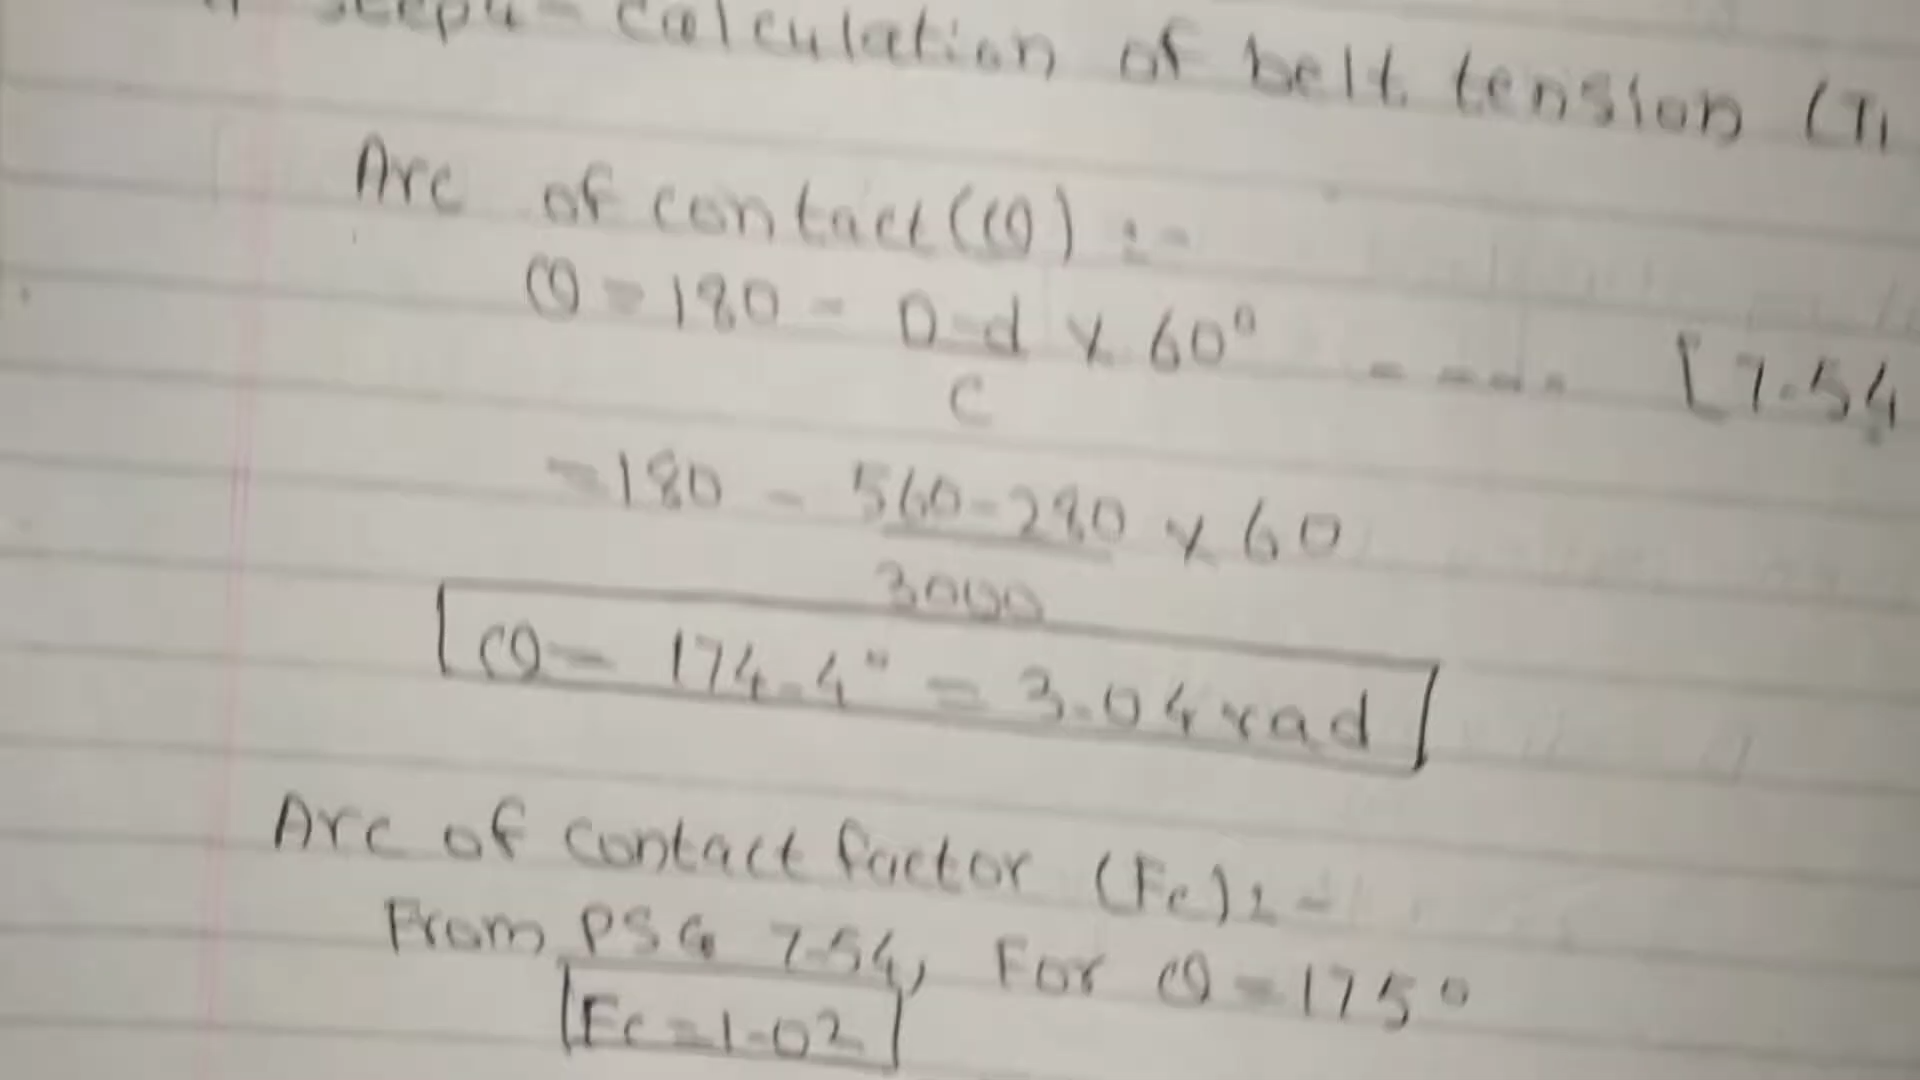 Step4 - calculation of belt tension (T1
Arc of contact (θ) :-
θ = 180 - D-d × 60° ---- [7.54
C
= 180 - 560-280 × 60
3000
θ = 174.4° = 3.04 rad
Arc of contact factor (Fc) :-
From PSG 7.54, For θ = 175°
Fc = 1.02